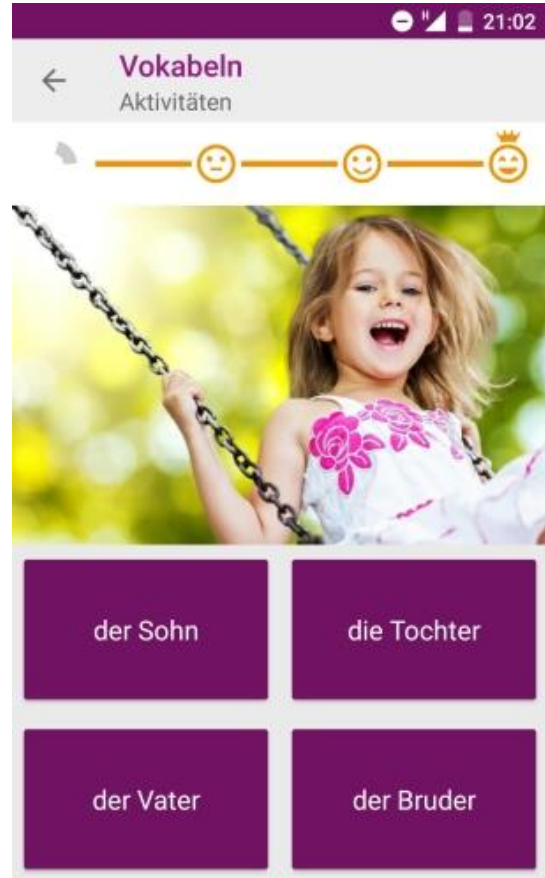 H 21:02
Vokabeln
Aktivitäten
der Sohn
die Tochter
der Vater
der Bruder